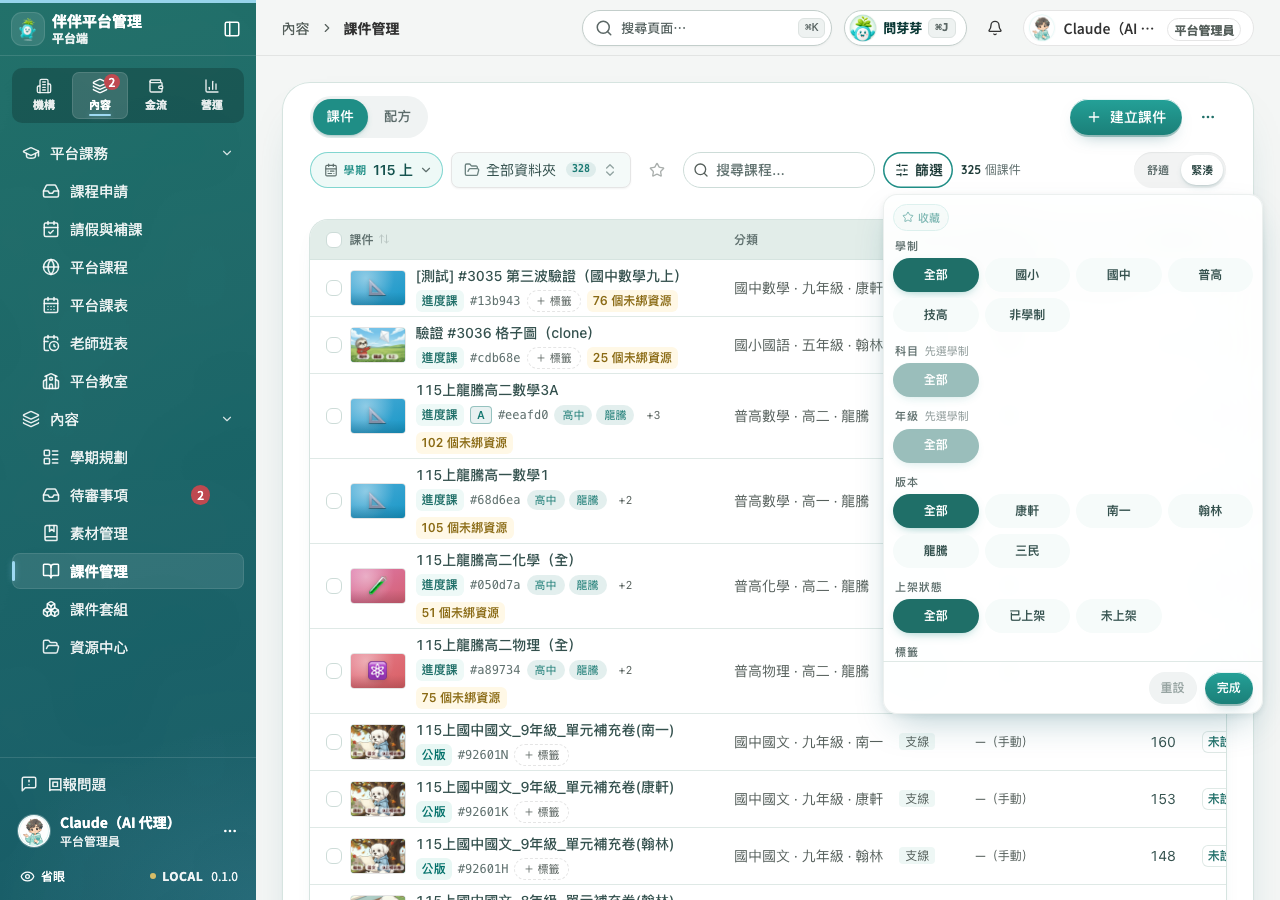 伴伴平台管理
平台端
機構
內容
2
金流
營運
平台課務
課程申請
請假與補課
平台課程
平台課表
老師班表
平台教室
內容
學期規劃
待審事項
2
素材管理
課件管理
課件套組
資源中心
回報問題
Claude（AI 代理）
平台管理員
省眼
LOCAL 0.1.0
內容 > 課件管理
搜尋頁面… ⌘K
問芽芽 ⌘J
Claude（AI … 平台管理員
課件 配方
+ 建立課件
學期 115 上
全部資料夾 328
搜尋課程...
篩選
325 個課件
舒適 緊湊
課件 分類
[測試] #3035 第三波驗證（國中數學九上）
進度課 #13b943 + 標籤 76 個未綁資源
國中數學 · 九年級 · 康軒
驗證 #3036 格子圖（clone）
進度課 #cdb68e + 標籤 25 個未綁資源
國小國語 · 五年級 · 翰林
115上龍騰高二數學3A
進度課 A #eeafd0 高中 龍騰 +3
102 個未綁資源
普高數學 · 高二 · 龍騰
115上龍騰高一數學1
進度課 #68d6ea 高中 龍騰 +2
105 個未綁資源
普高數學 · 高一 · 龍騰
115上龍騰高二化學（全）
進度課 #050d7a 高中 龍騰 +2
51 個未綁資源
普高化學 · 高二 · 龍騰
115上龍騰高二物理（全）
進度課 #a89734 高中 龍騰 +2
75 個未綁資源
普高物理 · 高二 · 龍騰
115上國中國文_9年級_單元補充卷(南一)
公版 #92601N + 標籤
國中國文 · 九年級 · 南一 支線 — (手動) 160 未設
115上國中國文_9年級_單元補充卷(康軒)
公版 #92601K + 標籤
國中國文 · 九年級 · 康軒 支線 — (手動) 153 未設
115上國中國文_9年級_單元補充卷(翰林)
公版 #92601H + 標籤
國中國文 · 九年級 · 翰林 支線 — (手動) 148 未設
收藏
學制
全部 國小 國中 普高
技高 非學制
科目 先選學制
全部
年級 先選學制
全部
版本
全部 康軒 南一 翰林
龍騰 三民
上架狀態
全部 已上架 未上架
標籤
重設 完成